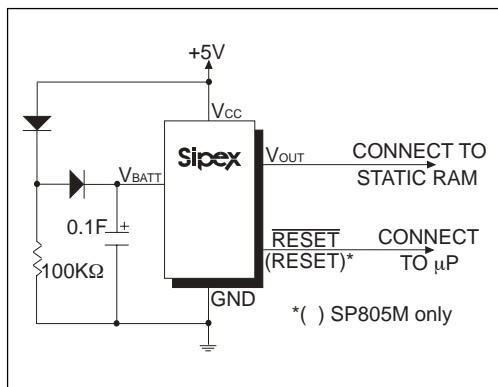 +5V
VCC
Sipex
VBATT
VOUT
CONNECT TO
STATIC RAM
0.1F
+
RESET
(RESET)*
CONNECT
TO µP
100KΩ
GND
*( ) SP805M only